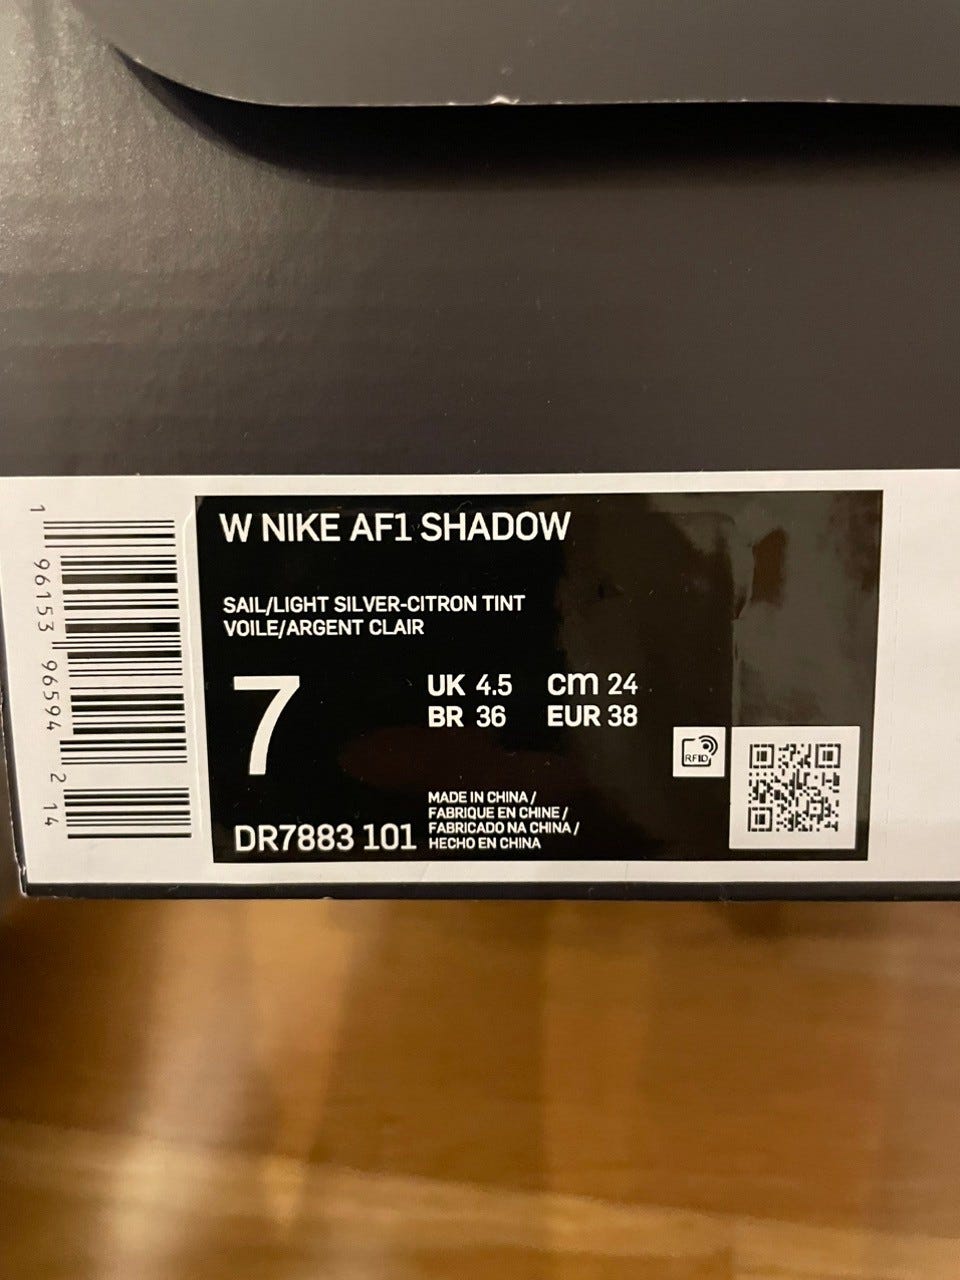 W NIKE AF1 SHADOW
SAIL/LIGHT SILVER-CITRON TINT
VOILE/ARGENT CLAIR
7
UK 4.5 cm 24
BR 36 EUR 38
RFID
MADE IN CHINA /
FABRIQUE EN CHINE /
FABRICADO NA CHINA /
HECHO EN CHINA
DR7883 101
1 96153 96594 2 14